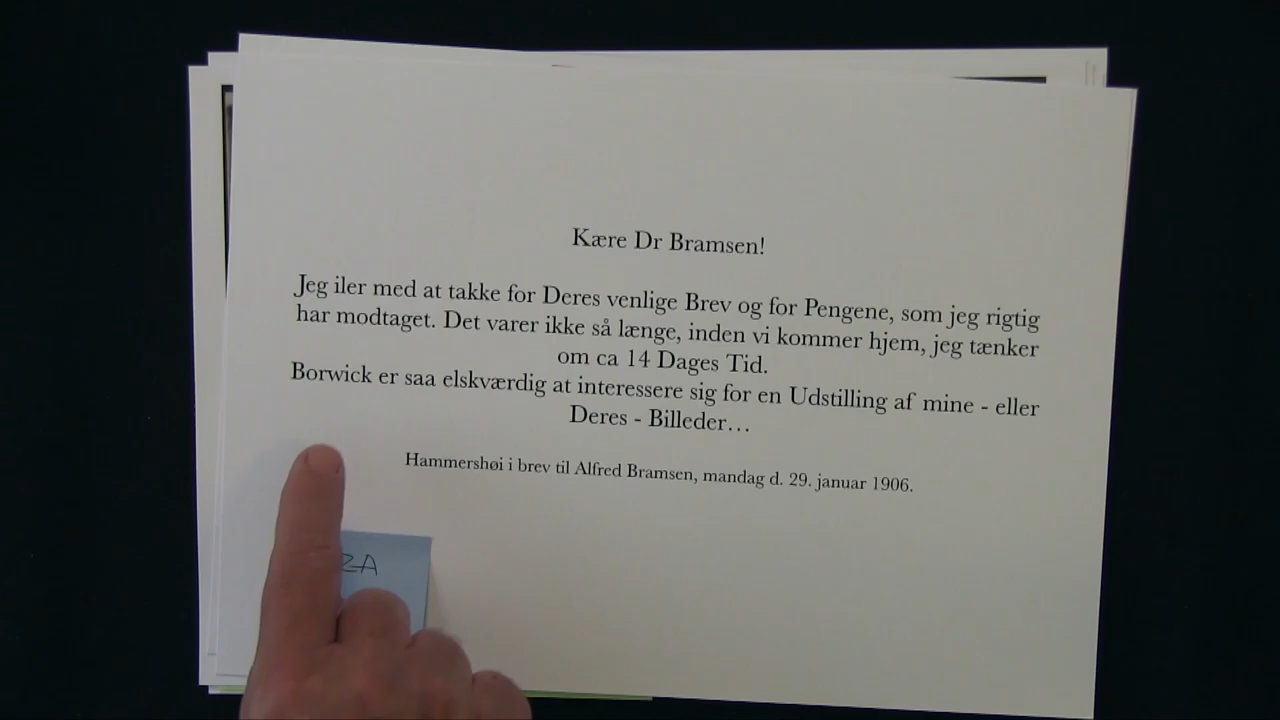 Kære Dr Bramsen!
Jeg iler med at takke for Deres venlige Brev og for Pengene, som jeg rigtig
har modtaget. Det varer ikke så længe, inden vi kommer hjem, jeg tænker
om ca 14 Dages Tid.
Borwick er saa elskværdig at interessere sig for en Udstilling af mine - eller
Deres - Billeder…
Hammershøi i brev til Alfred Bramsen, mandag d. 29. januar 1906.